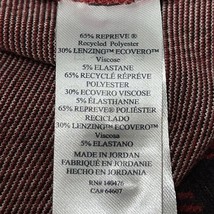 65% REPREVE®
Recycled Polyester
30% LENZING™ ECOVERO™
Viscose
5% ELASTANE
65% RECYCLÉ RÉPRÈVE
POLYESTER
30% ECOVERO VISCOSE
5% ÉLASTHANNE
65% REPREVE® POLIÉSTER
RECICLADO
30% LENZING™ ECOVERO™
Viscosa
5% ELASTANO
MADE IN JORDAN
FABRIQUÉ EN JORDANIE
HECHO EN JORDANIA
RN# 140476
CA# 64607